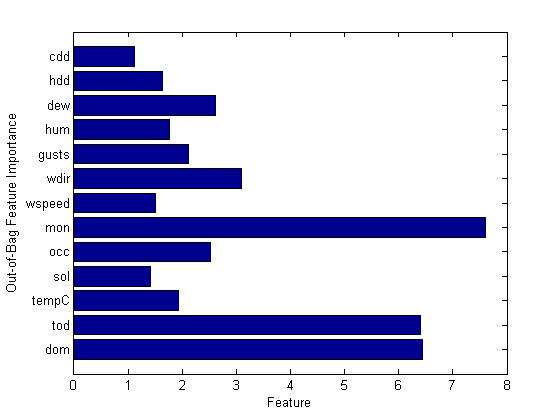 cdd
hdd
dew
hum
gusts
wdir
wspeed
mon
occ
sol
tempC
tod
dom
Out-of-Bag Feature Importance
0 1 2 3 4 5 6 7 8
Feature